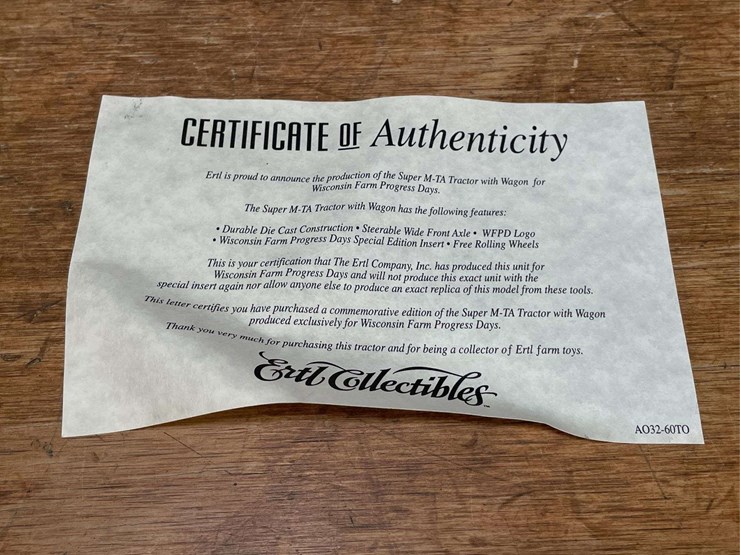 CERTIFICATE OF Authenticity
Ertl is proud to announce the production of the Super M-TA Tractor with Wagon for
Wisconsin Farm Progress Days.
The Super M-TA Tractor with Wagon has the following features:
• Durable Die Cast Construction • Steerable Wide Front Axle • WFPD Logo
• Wisconsin Farm Progress Days Special Edition Insert • Free Rolling Wheels
This is your certification that The Ertl Company, Inc. has produced this unit for
Wisconsin Farm Progress Days and will not produce this exact unit with the
special insert again nor allow anyone else to produce an exact replica of this model from these tools.
This letter certifies you have purchased a commemorative edition of the Super M-TA Tractor with Wagon
produced exclusively for Wisconsin Farm Progress Days.
Thank you very much for purchasing this tractor and for being a collector of Ertl farm toys.
Ertl Collectibles™
AO32-60TO